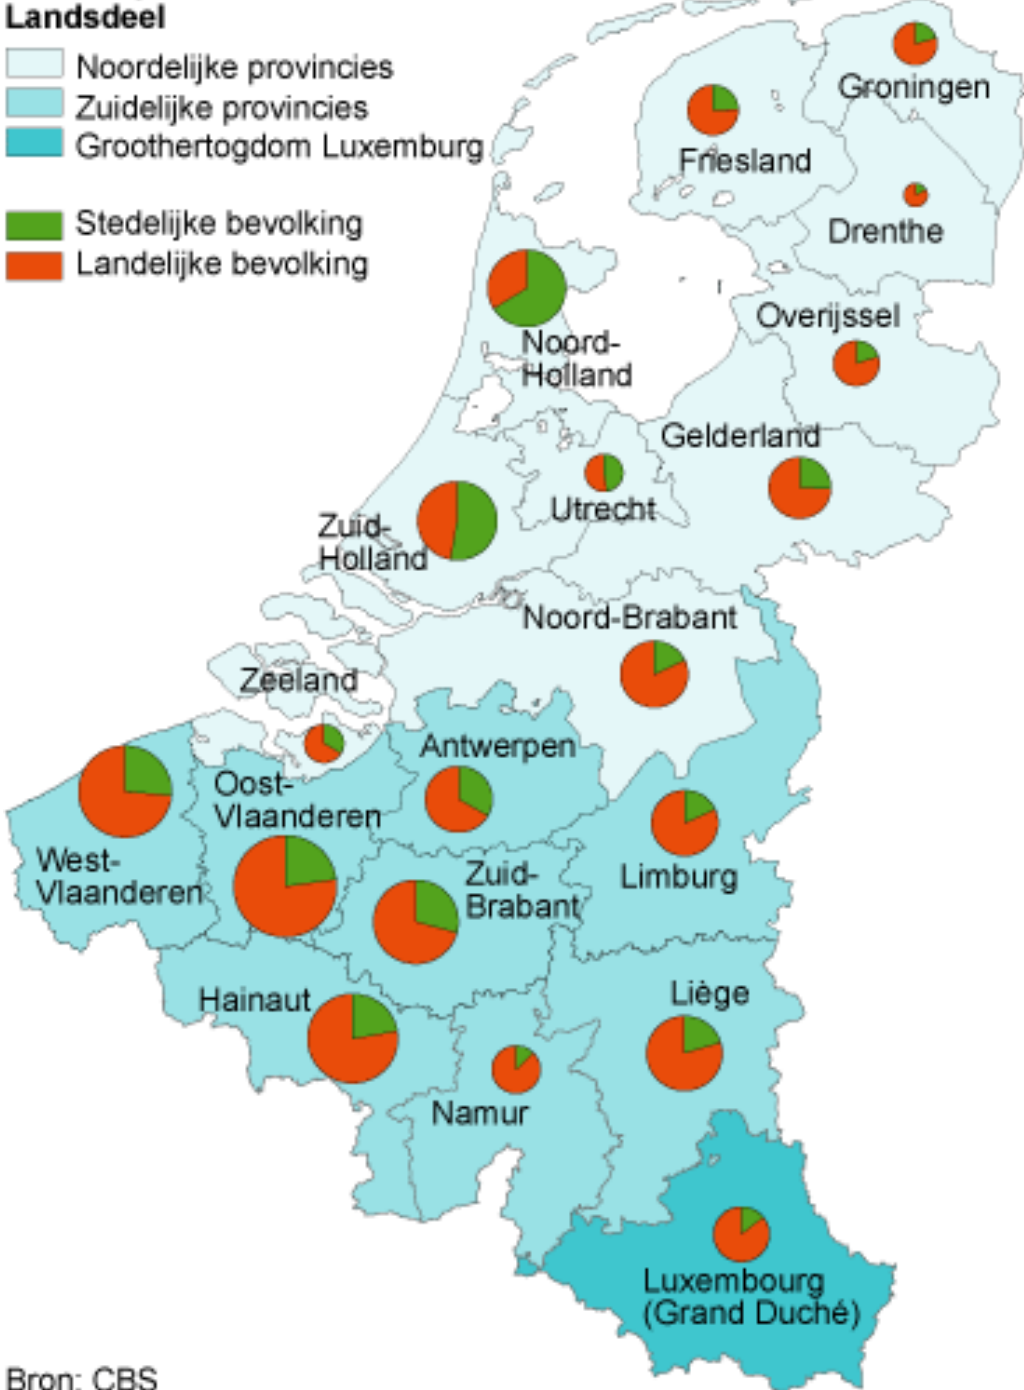 Landsdeel
Noordelijke provincies
Zuidelijke provincies
Groothertogdom Luxemburg
Stedelijke bevolking
Landelijke bevolking
Groningen
Friesland
Drenthe
Overijssel
Noord-
Holland
Gelderland
Utrecht
Zuid-
Holland
Noord-Brabant
Zeeland
Antwerpen
Oost-
Vlaanderen
West-
Vlaanderen
Zuid-
Brabant
Limburg
Hainaut
Liège
Namur
Luxembourg
(Grand Duché)
Bron: CBS